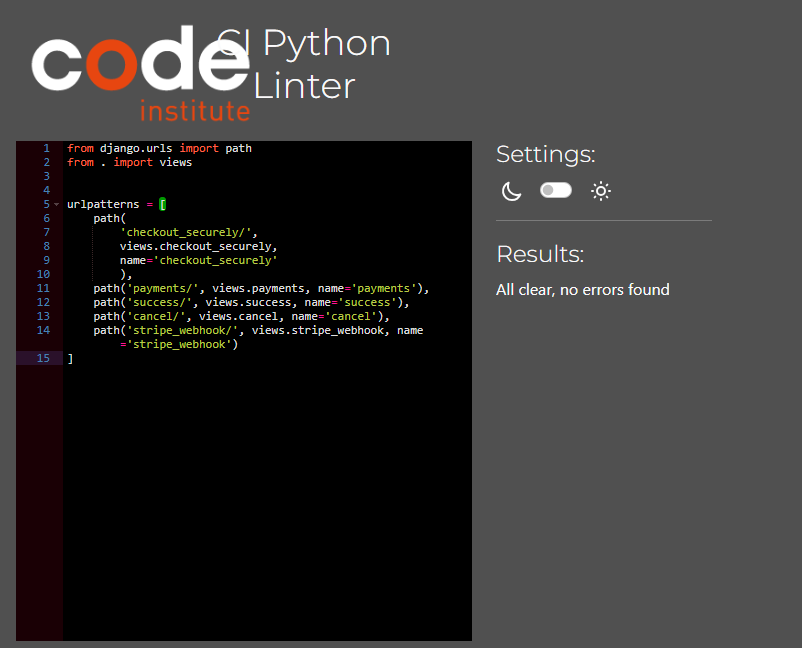 code
institute
CI Python
Linter
1 from django.urls import path
2 from . import views
3
4
5 urlpatterns = [
6     path(
7         'checkout_securely/',
8         views.checkout_securely,
9         name='checkout_securely'
10         ),
11     path('payments/', views.payments, name='payments'),
12     path('success/', views.success, name='success'),
13     path('cancel/', views.cancel, name='cancel'),
14     path('stripe_webhook/', views.stripe_webhook, name
='stripe_webhook')
15 ]
Settings:
Results:
All clear, no errors found